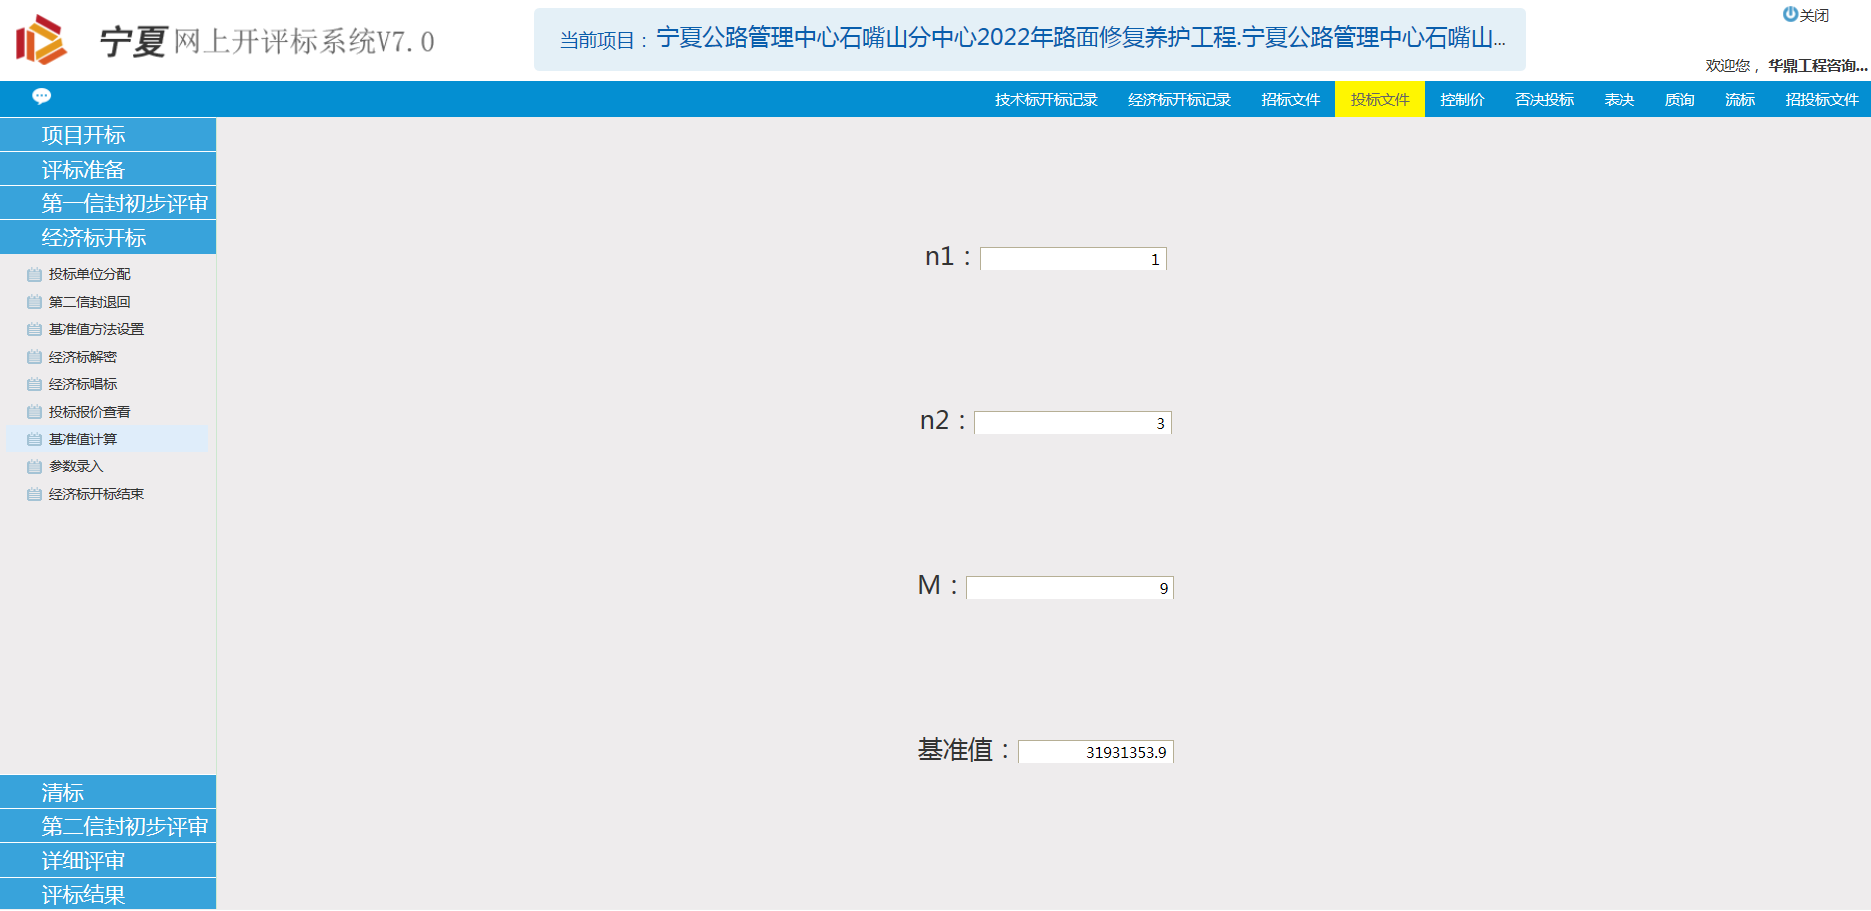 宁夏网上开评标系统V7.0
当前项目：宁夏公路管理中心石嘴山分中心2022年路面修复养护工程.宁夏公路管理中心石嘴山...
关闭
欢迎您，华鼎工程咨询...
技术标开标记录 经济标开标记录 招标文件 投标文件 控制价 否决投标 表决 质询 流标 招投标文件
项目开标
评标准备
第一信封初步评审
经济标开标
投标单位分配
第二信封退回
基准值方法设置
经济标解密
经济标唱标
投标报价查看
基准值计算
参数录入
经济标开标结束
清标
第二信封初步评审
详细评审
评标结果
n1：1
n2：3
M：9
基准值：31931353.9